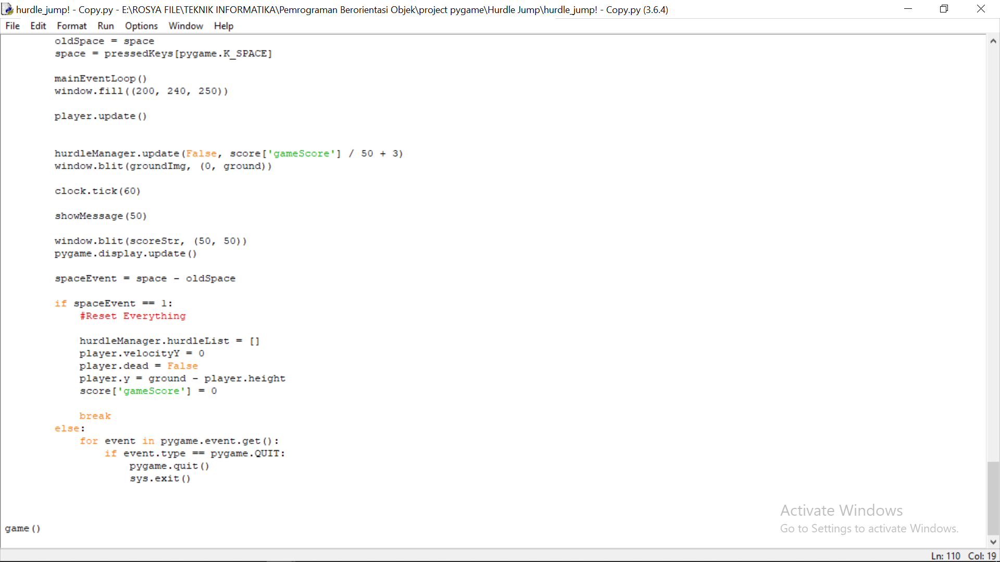 hurdle_jump! - Copy.py - E:\ROSYA FILE\TEKNIK INFORMATIKA\Pemrograman Berorientasi Objek\project pygame\Hurdle Jump\hurdle_jump! - Copy.py (3.6.4)
File Edit Format Run Options Window Help
oldSpace = space
space = pressedKeys[pygame.K_SPACE]
mainEventLoop()
window.fill((200, 240, 250))
player.update()
hurdleManager.update(False, score['gameScore'] / 50 + 3)
window.blit(groundImg, (0, ground))
clock.tick(60)
showMessage(50)
window.blit(scoreStr, (50, 50))
pygame.display.update()
spaceEvent = space - oldSpace
if spaceEvent == 1:
#Reset Everything
hurdleManager.hurdleList = []
player.velocityY = 0
player.dead = False
player.y = ground - player.height
score['gameScore'] = 0
break
else:
for event in pygame.event.get():
if event.type == pygame.QUIT:
pygame.quit()
sys.exit()
game()
Activate Windows
Go to Settings to activate Windows.
Ln: 110 Col: 19